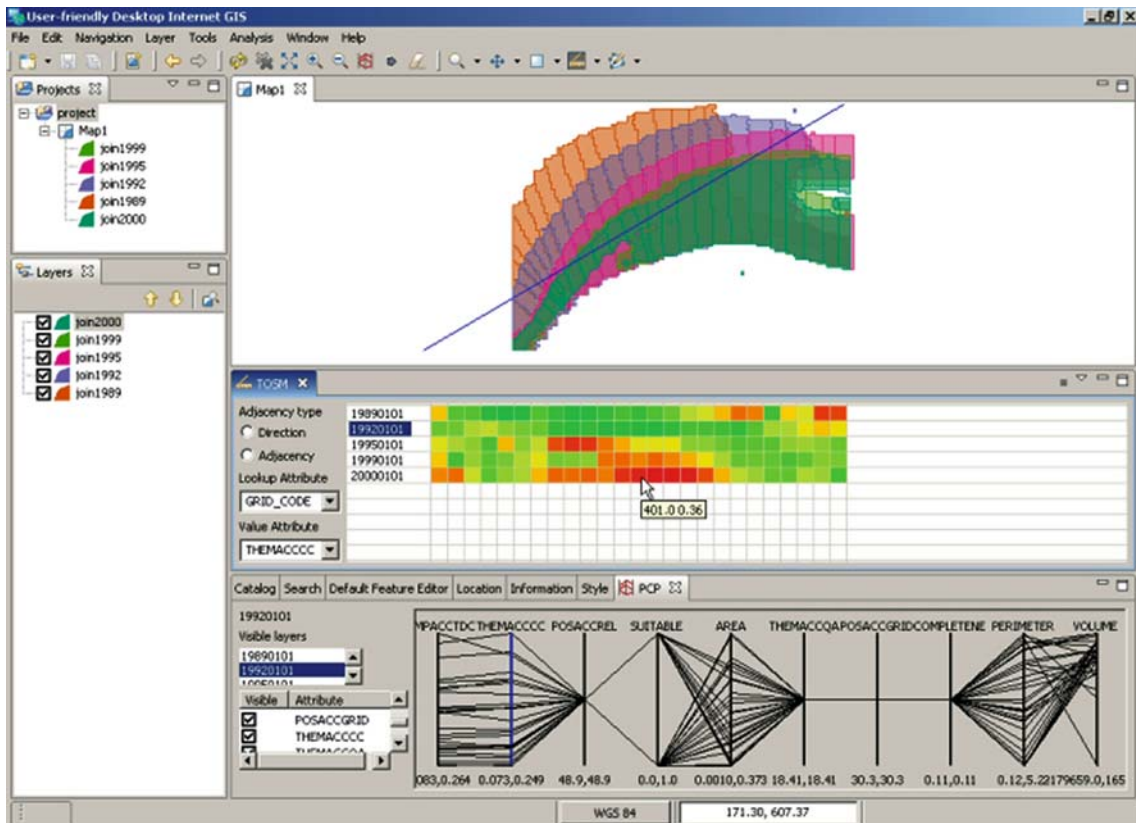 User-friendly Desktop Internet GIS
File Edit Navigation Layer Tools Analysis Window Help
Projects
project
Map1
join1999
join1995
join1992
join1989
join2000
Layers
join2000
join1999
join1995
join1992
join1989
Map1
TOSM
Adjacency type
Direction
Adjacency
Lookup Attribute
GRID_CODE
Value Attribute
THEMACCCC
19890101
19920101
19950101
19990101
20000101
401.0 0.36
Catalog Search Default Feature Editor Location Information Style PCP
19920101
Visible layers
19890101
19920101
19950101
Visible Attribute
POSACCGRID
THEMACCCC
THEMACCQA
MPACCTDC THEMACCCC POSACCREL SUITABLE AREA THEMACCQA POSACCGRID COMPLETENE PERIMETER VOLUME
083,0.264 0.073,0.249 48.9,48.9 0.0,1.0 0.0010,0.373 18.41,18.41 30.3,30.3 0.11,0.11 0.12,5.22179659.0,165
WGS 84
171.30, 607.37